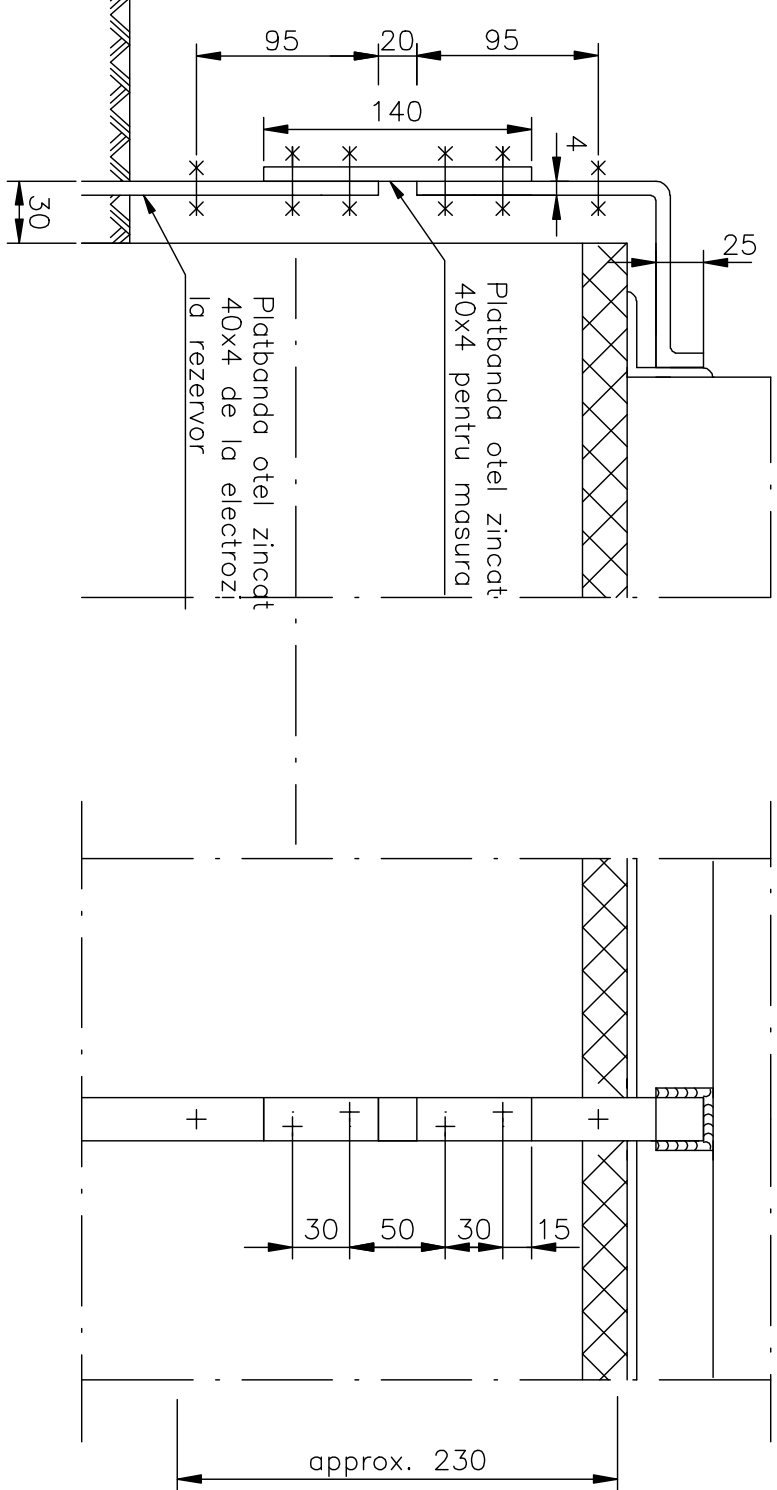 95
20
95
140
4
30
25
Platbanda otel zincat
40x4 pentru masura
Platbanda otel zincat
40x4 de la electrozi
la rezervor
30
50
30
15
approx. 230